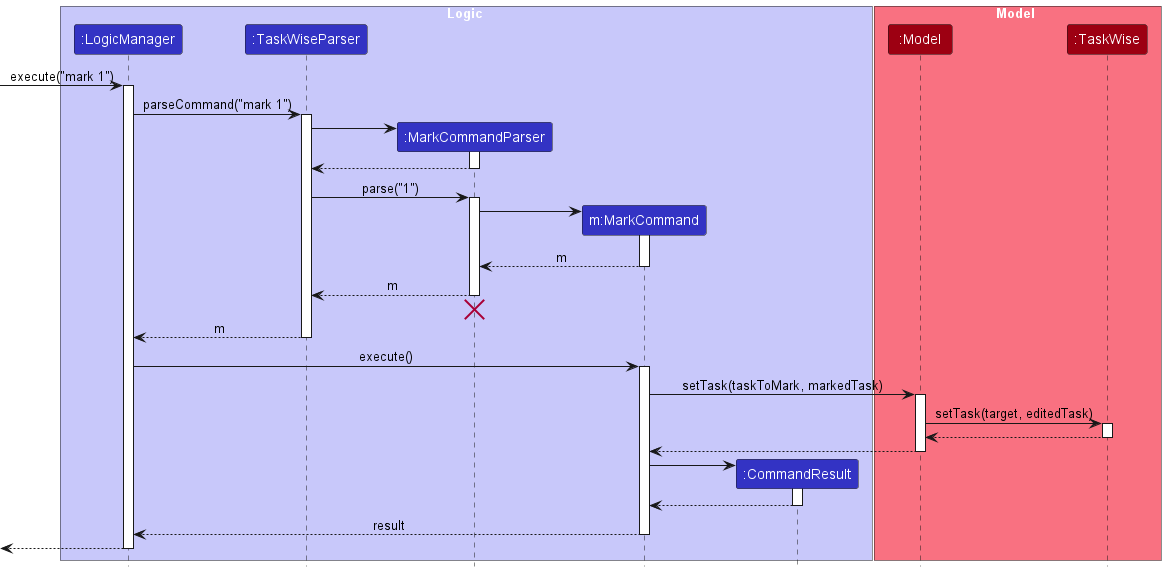 Logic
Model
:LogicManager
:TaskWiseParser
:Model
:TaskWise
execute("mark 1")
parseCommand("mark 1")
:MarkCommandParser
parse("1")
m:MarkCommand
m
m
m
execute()
setTask(taskToMark, markedTask)
setTask(target, editedTask)
:CommandResult
result